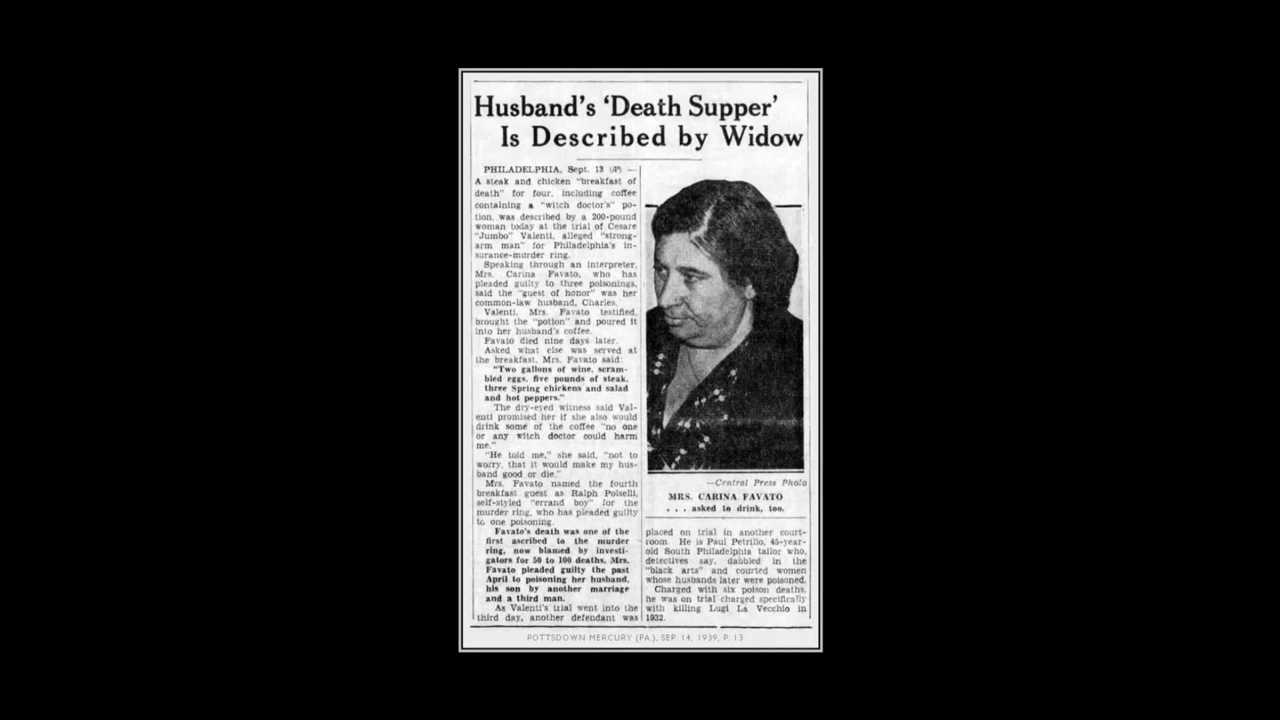 Husband's 'Death Supper'
Is Described by Widow
PHILADELPHIA, Sept. 13 (AP) —
A steak and chicken "breakfast of
death" for four, including coffee
containing a "witch doctor's" po-
tion, was described by a 200-pound
woman today at the trial of Cesare
"Jumbo" Valenti, alleged "strong-
arm man" for Philadelphia's in-
surance-murder ring.
Speaking through an interpreter,
Mrs. Carina Favato, who has
pleaded guilty to three poisonings,
said the "guest of honor" was her
common-law husband, Charles.
Valenti, Mrs. Favato testified,
brought the "potion" and poured it
into her husband's coffee.
Favato died nine days later.
Asked what else was served at
the breakfast, Mrs. Favato said:
"Two gallons of wine, scram-
bled eggs, five pounds of steak,
three Spring chickens and salad
and hot peppers."
The dry-eyed witness said Val-
enti promised her if she also would
drink some of the coffee "no one
or any witch doctor could harm
me."
"He told me," she said, "not to
worry, that it would make my hus-
band good or die."
Mrs. Favato named the fourth
breakfast guest as Ralph Polselli,
self-styled "errand boy" for the
murder ring, who has pleaded guilty
to one poisoning.
Favato's death was one of the
first ascribed to the murder
ring, now blamed by investi-
gators for 50 to 100 deaths. Mrs.
Favato pleaded guilty the past
April to poisoning her husband,
his son by another marriage
and a third man.
As Valenti's trial went into the
third day, another defendant was
—Central Press Photo
MRS. CARINA FAVATO
. . . asked to drink, too.
placed on trial in another court-
room. He is Paul Petrillo, 45-year-
old South Philadelphia tailor who,
detectives say, dabbled in the
"black arts" and courted women
whose husbands later were poisoned.
Charged with six poison deaths,
he was on trial charged specifically
with killing Lugi La Vecchio in
1932.
POTTSDOWN MERCURY (PA.), SEP. 14, 1939, P. 13